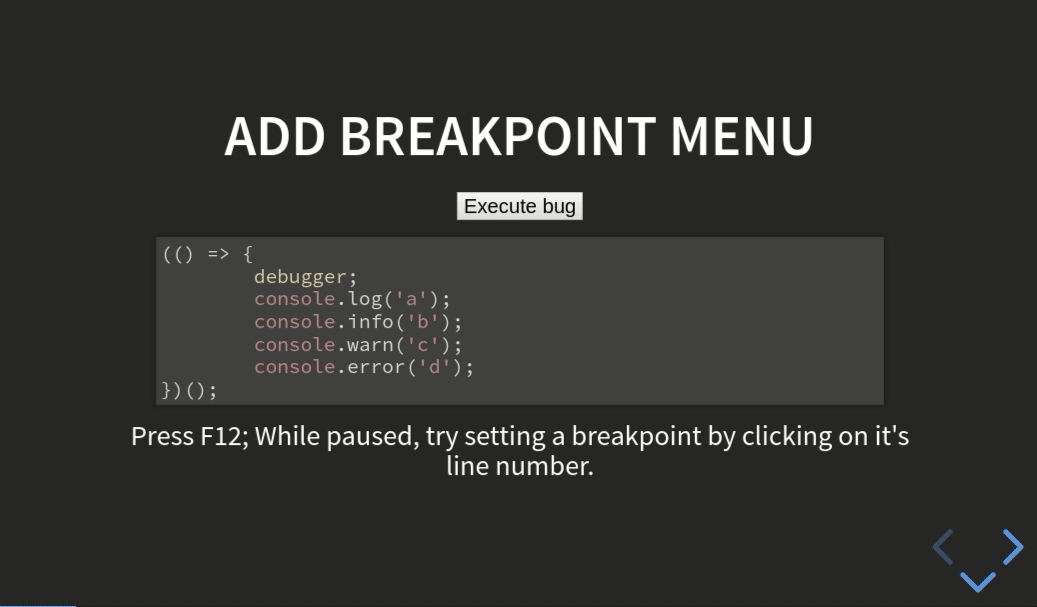 ADD BREAKPOINT MENU
Execute bug
(() => {
        debugger;
        console.log('a');
        console.info('b');
        console.warn('c');
        console.error('d');
})();
Press F12; While paused, try setting a breakpoint by clicking on it's
line number.